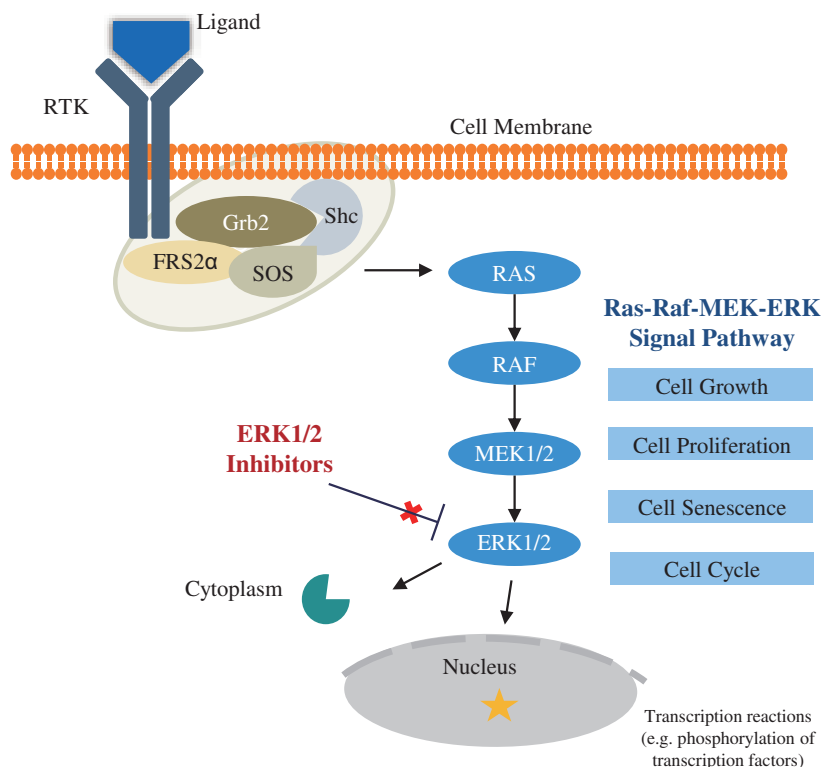 Ligand
RTK
Cell Membrane
Shc
Grb2
FRS2α
SOS
RAS
Ras-Raf-MEK-ERK
Signal Pathway
RAF
Cell Growth
ERK1/2
Inhibitors
MEK1/2
Cell Proliferation
Cell Senescence
ERK1/2
Cell Cycle
Cytoplasm
Nucleus
Transcription reactions
(e.g. phosphorylation of
transcription factors)